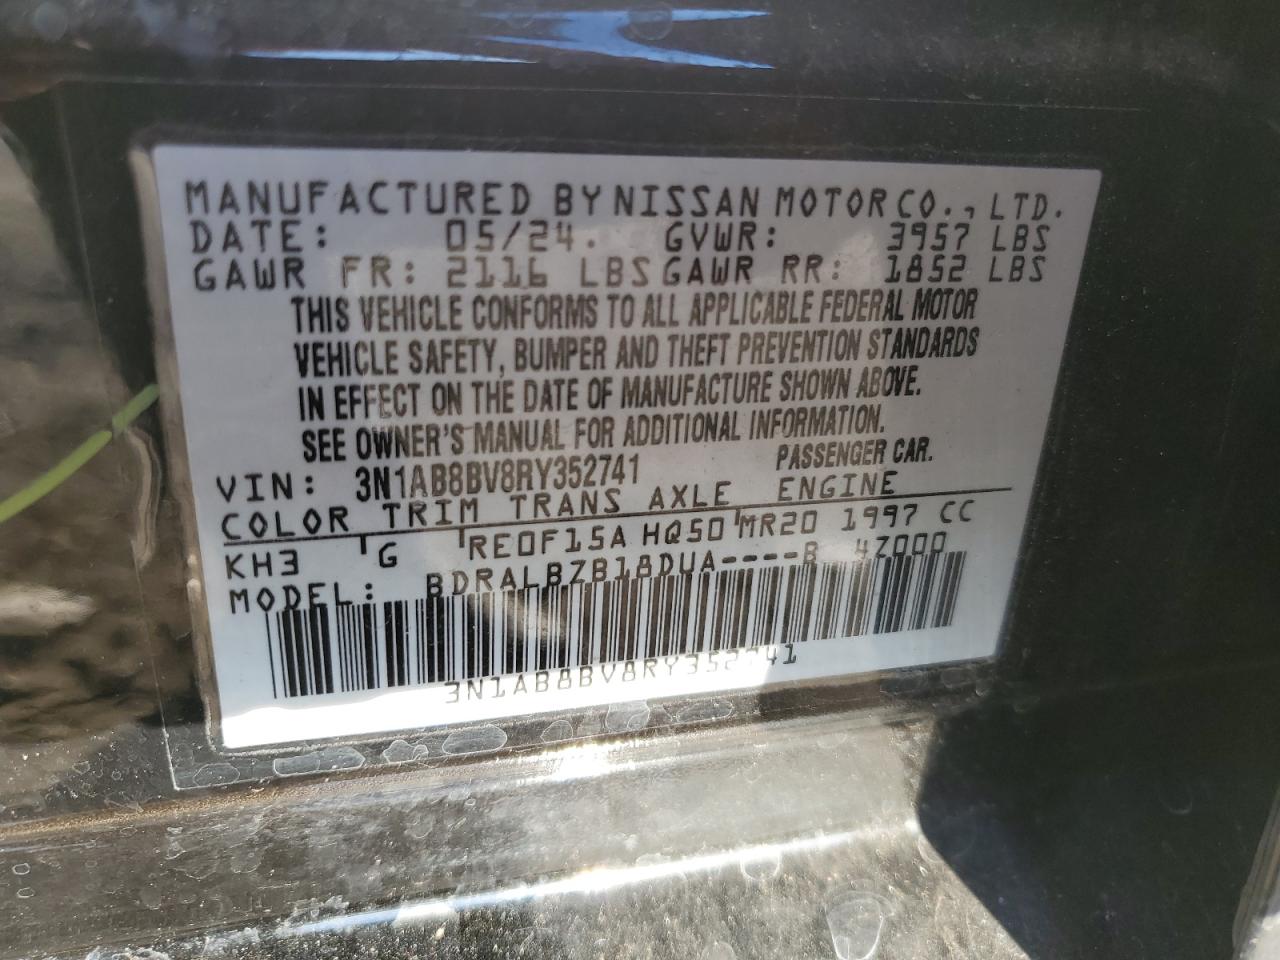 MANUFACTURED BY NISSAN MOTOR CO., LTD.
DATE: 05/24. GVWR: 3957 LBS
GAWR FR: 2116 LBS GAWR RR: 1852 LBS
THIS VEHICLE CONFORMS TO ALL APPLICABLE FEDERAL MOTOR
VEHICLE SAFETY, BUMPER AND THEFT PREVENTION STANDARDS
IN EFFECT ON THE DATE OF MANUFACTURE SHOWN ABOVE.
SEE OWNER'S MANUAL FOR ADDITIONAL INFORMATION.
VIN: 3N1AB8BV8RY352741 PASSENGER CAR.
COLOR TRIM TRANS AXLE ENGINE
KH3 G RE0F15A HQ50 MR20 1997 CC
MODEL: BDRALBZB18DUA----B 4Z000
3N1AB8BV8RY352741